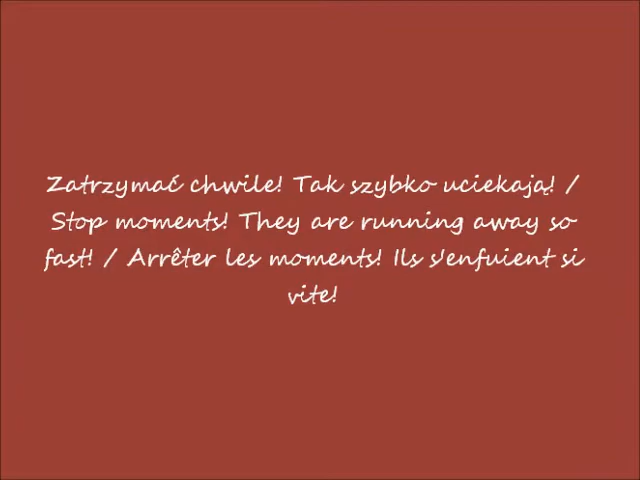 Zatrzymać chwile! Tak szybko uciekają! /
Stop moments! They are running away so
fast! / Arrêter les moments! Ils s'enfuient si
vite!